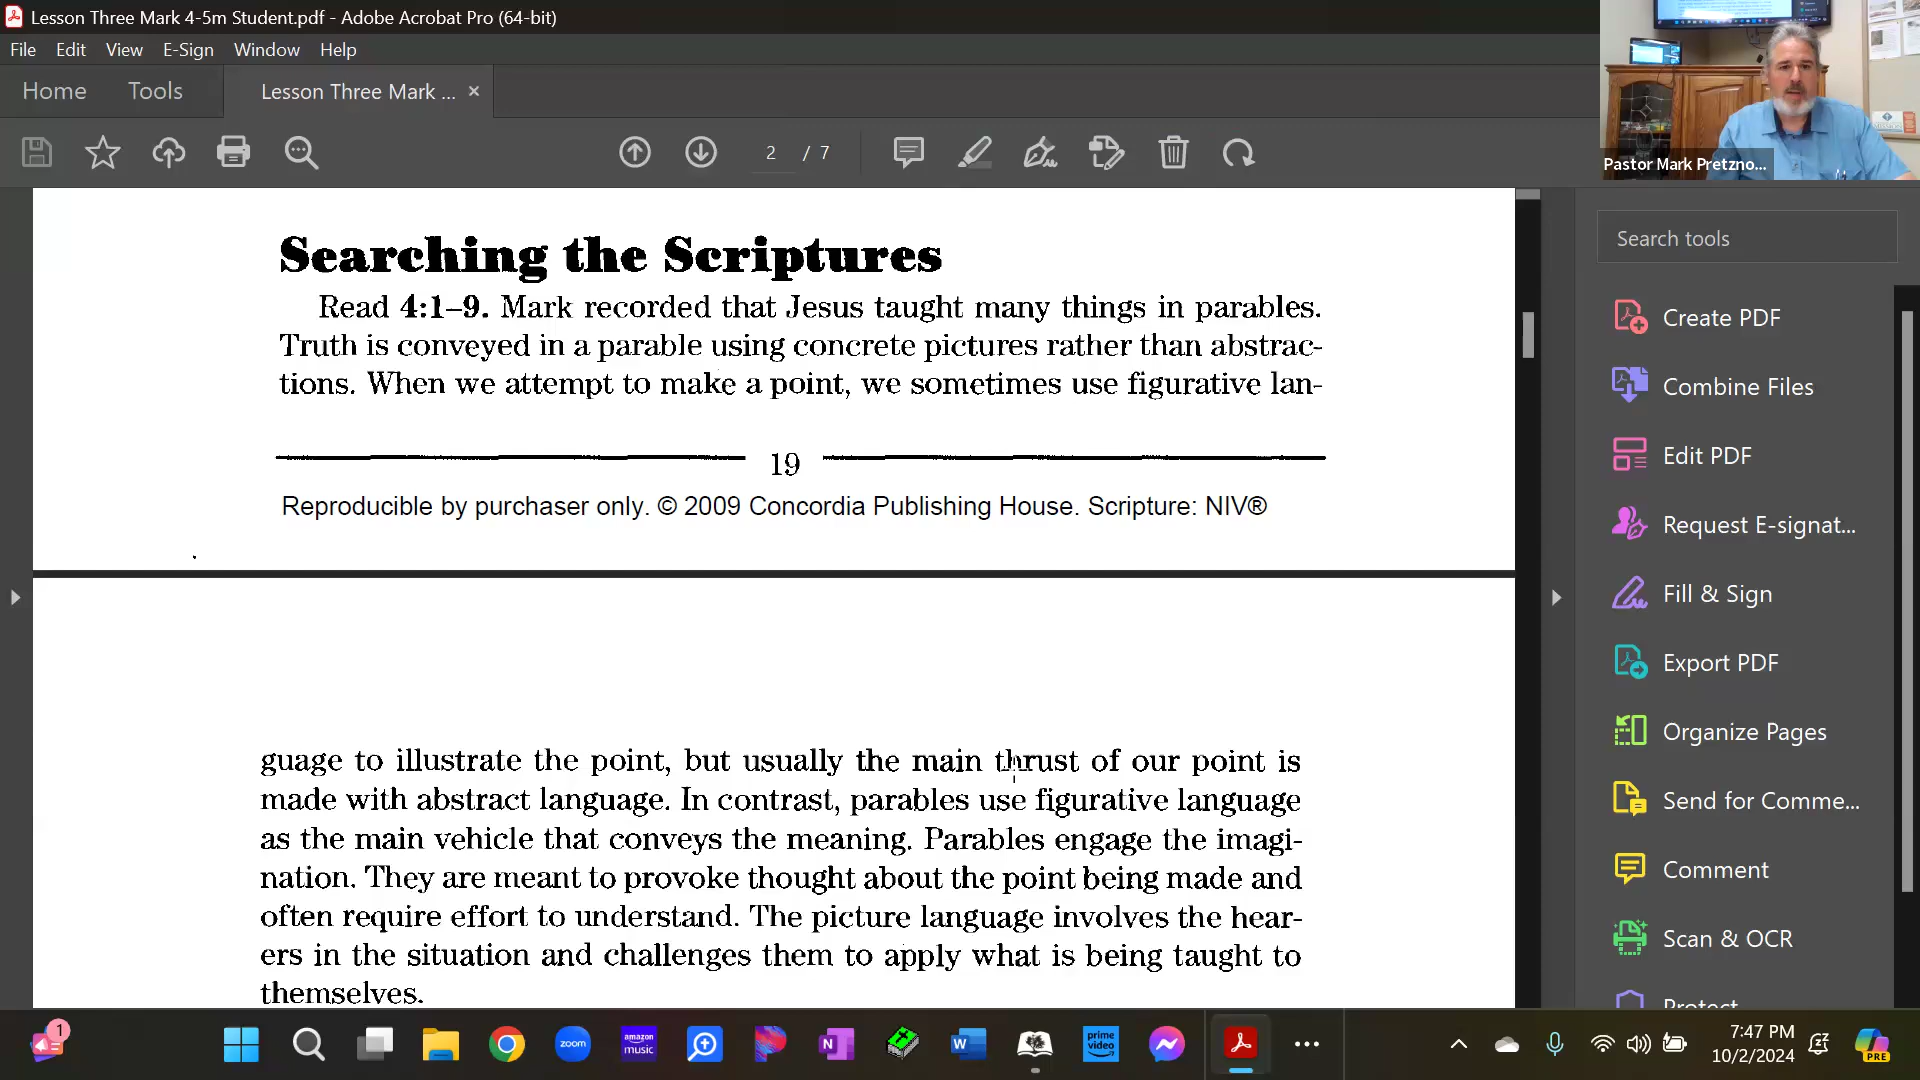 Lesson Three Mark 4-5m Student.pdf - Adobe Acrobat Pro (64-bit)
File Edit View E-Sign Window Help
Home Tools Lesson Three Mark ... ×
2 / 7
Pastor Mark Pretzno...
Searching the Scriptures
Read 4:1–9. Mark recorded that Jesus taught many things in parables.
Truth is conveyed in a parable using concrete pictures rather than abstrac-
tions. When we attempt to make a point, we sometimes use figurative lan-
19
Reproducible by purchaser only. © 2009 Concordia Publishing House. Scripture: NIV®
guage to illustrate the point, but usually the main thrust of our point is
made with abstract language. In contrast, parables use figurative language
as the main vehicle that conveys the meaning. Parables engage the imagi-
nation. They are meant to provoke thought about the point being made and
often require effort to understand. The picture language involves the hear-
ers in the situation and challenges them to apply what is being taught to
themselves.
Search tools
Create PDF
Combine Files
Edit PDF
Request E-signat...
Fill & Sign
Export PDF
Organize Pages
Send for Comme...
Comment
Scan & OCR
Protect
1
zoom
amazon
music
N
W
prime
video
7:47 PM
10/2/2024
PRE